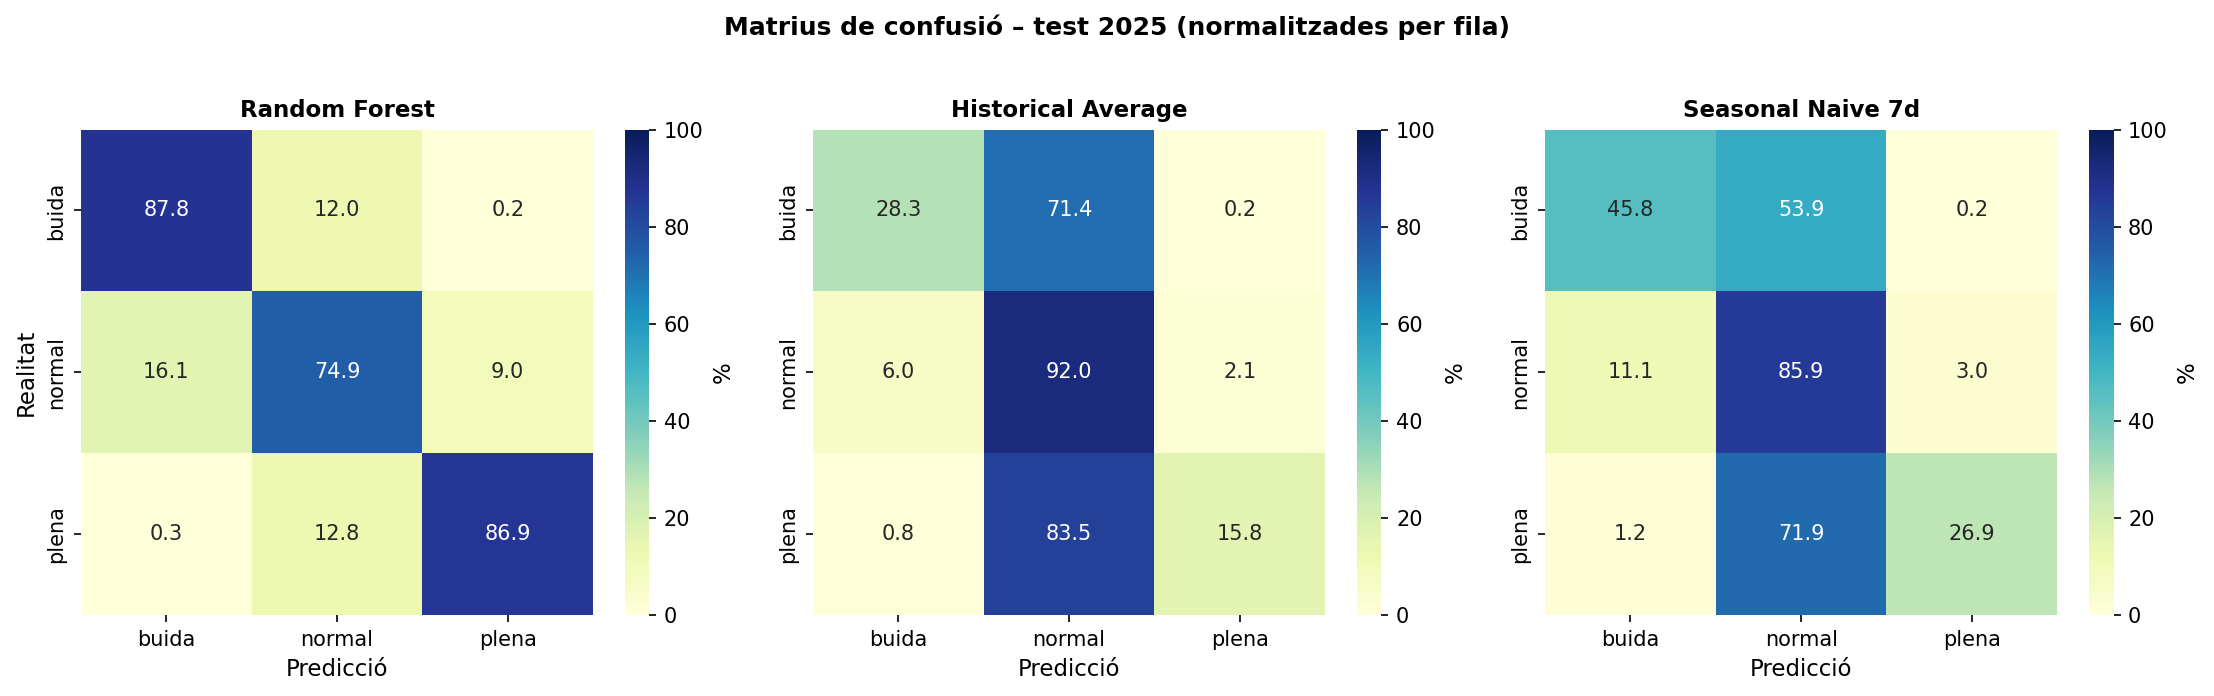 Matrius de confusió – test 2025 (normalitzades per fila)
Random Forest
Realitat
buida
normal
plena
87.8 12.0 0.2
16.1 74.9 9.0
0.3 12.8 86.9
buida normal plena
Predicció
100
80
60
40
20
0
%
Historical Average
buida
normal
plena
28.3 71.4 0.2
6.0 92.0 2.1
0.8 83.5 15.8
buida normal plena
Predicció
100
80
60
40
20
0
%
Seasonal Naive 7d
buida
normal
plena
45.8 53.9 0.2
11.1 85.9 3.0
1.2 71.9 26.9
buida normal plena
Predicció
100
80
60
40
20
0
%